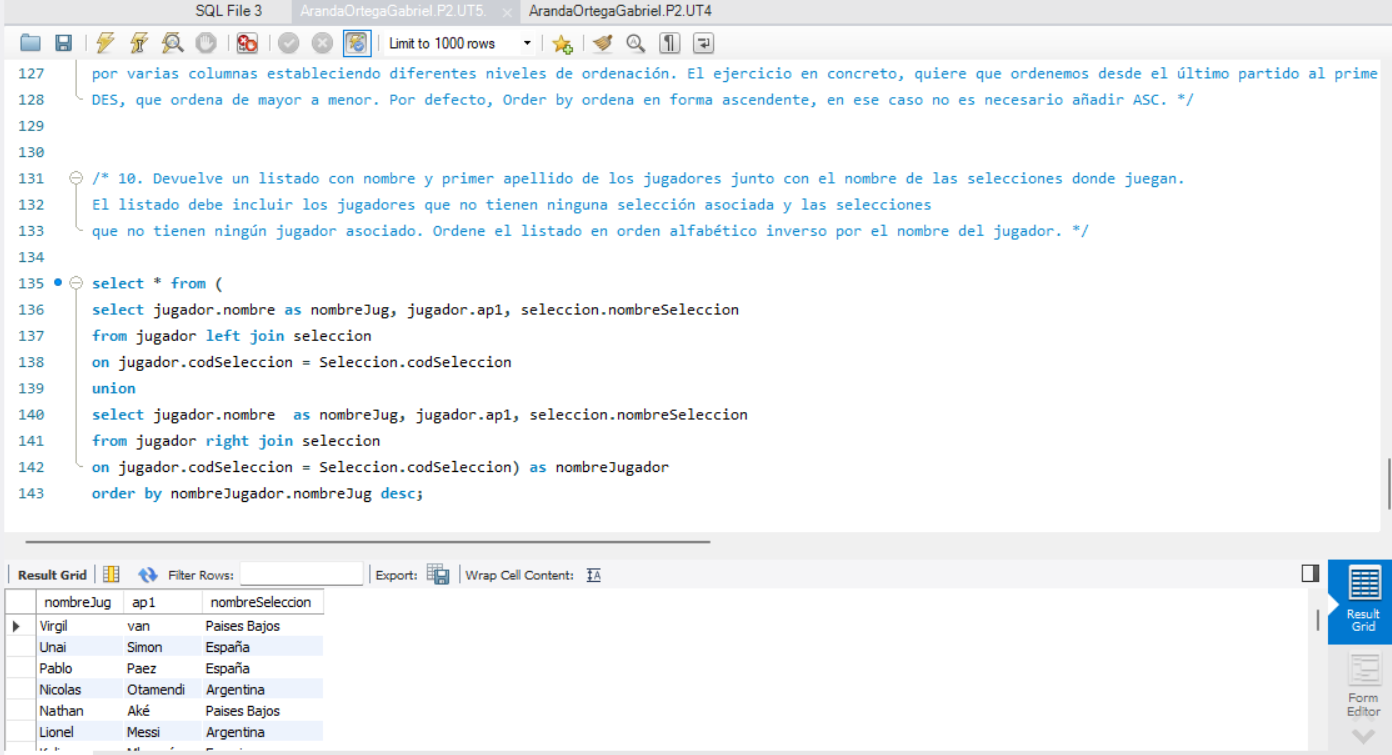 SQL File 3 ArandaOrtegaGabriel.P2.UT5. ArandaOrtegaGabriel.P2.UT4
Limit to 1000 rows
127 por varias columnas estableciendo diferentes niveles de ordenación. El ejercicio en concreto, quiere que ordenemos desde el último partido al prime
128 DES, que ordena de mayor a menor. Por defecto, Order by ordena en forma ascendente, en ese caso no es necesario añadir ASC. */
129
130
131 /* 10. Devuelve un listado con nombre y primer apellido de los jugadores junto con el nombre de las selecciones donde juegan.
132 El listado debe incluir los jugadores que no tienen ninguna selección asociada y las selecciones
133 que no tienen ningún jugador asociado. Ordene el listado en orden alfabético inverso por el nombre del jugador. */
134
135 select * from (
136 select jugador.nombre as nombreJug, jugador.ap1, seleccion.nombreSeleccion
137 from jugador left join seleccion
138 on jugador.codSeleccion = Seleccion.codSeleccion
139 union
140 select jugador.nombre  as nombreJug, jugador.ap1, seleccion.nombreSeleccion
141 from jugador right join seleccion
142 on jugador.codSeleccion = Seleccion.codSeleccion) as nombreJugador
143 order by nombreJugador.nombreJug desc;
Result Grid Filter Rows: Export: Wrap Cell Content:
nombreJug ap1 nombreSeleccion
Virgil van Paises Bajos
Unai Simon España
Pablo Paez España
Nicolas Otamendi Argentina
Nathan Aké Paises Bajos
Lionel Messi Argentina
Result
Grid
Form
Editor